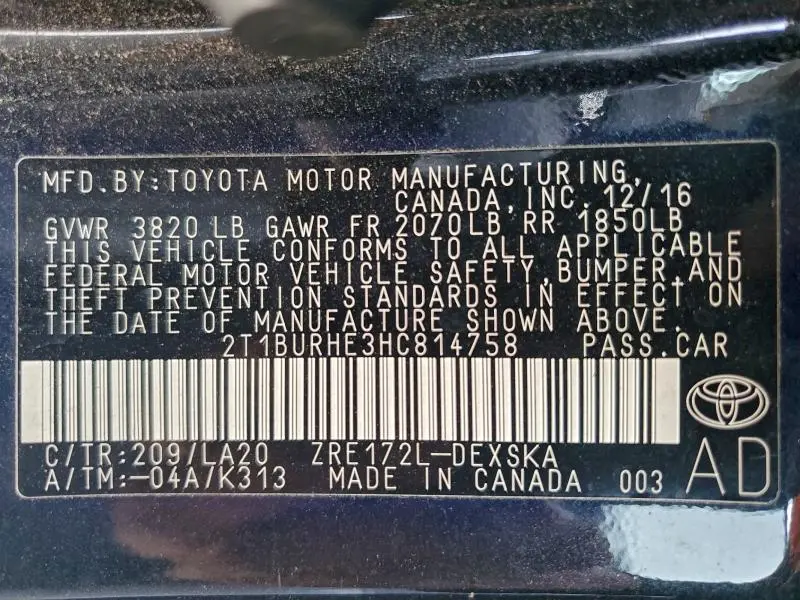 MFD.BY:TOYOTA MOTOR MANUFACTURING,
CANADA,INC. 12/16
GVWR 3820 LB GAWR FR 2070LB RR 1850LB
THIS VEHICLE CONFORMS TO ALL APPLICABLE
FEDERAL MOTOR VEHICLE SAFETY,BUMPER,AND
THEFT PREVENTION STANDARDS IN EFFECT ON
THE DATE OF MANUFACTURE SHOWN ABOVE.
2T1BURHE3HC814758 PASS.CAR
C/TR:209/LA20 ZRE172L-DEXSKA
A/TM:-04A/K313 MADE IN CANADA 003
AD